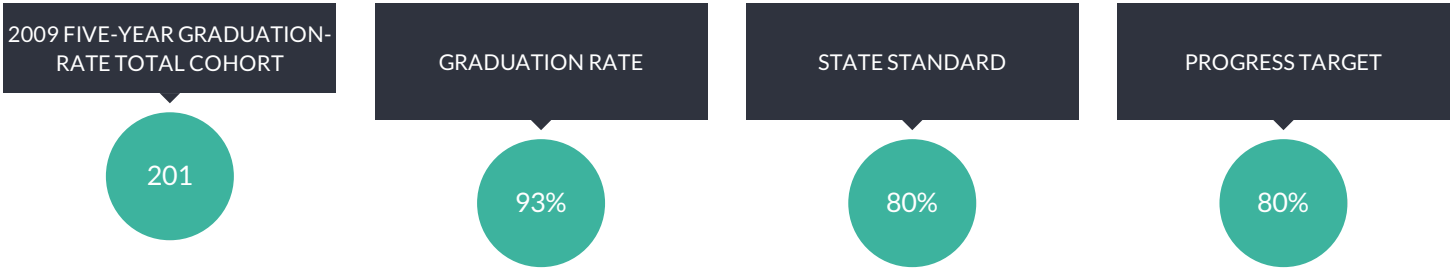 2009 FIVE-YEAR GRADUATION-
RATE TOTAL COHORT
201
GRADUATION RATE
93%
STATE STANDARD
80%
PROGRESS TARGET
80%